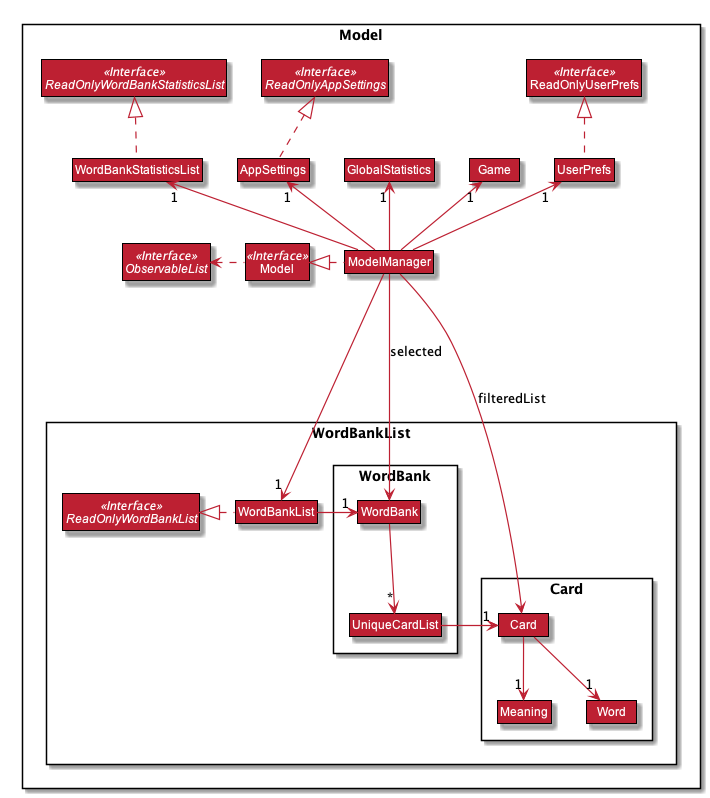 Model
«Interface»
ReadOnlyWordBankStatisticsList
«Interface»
ReadOnlyAppSettings
«Interface»
ReadOnlyUserPrefs
WordBankStatisticsList
AppSettings
GlobalStatistics
Game
UserPrefs
1
1
1
1
1
«Interface»
ObservableList
«Interface»
Model
ModelManager
selected
filteredList
WordBankList
WordBank
1
«Interface»
ReadOnlyWordBankList
WordBankList
1
WordBank
*
Card
UniqueCardList
1
Card
1
1
Meaning
Word